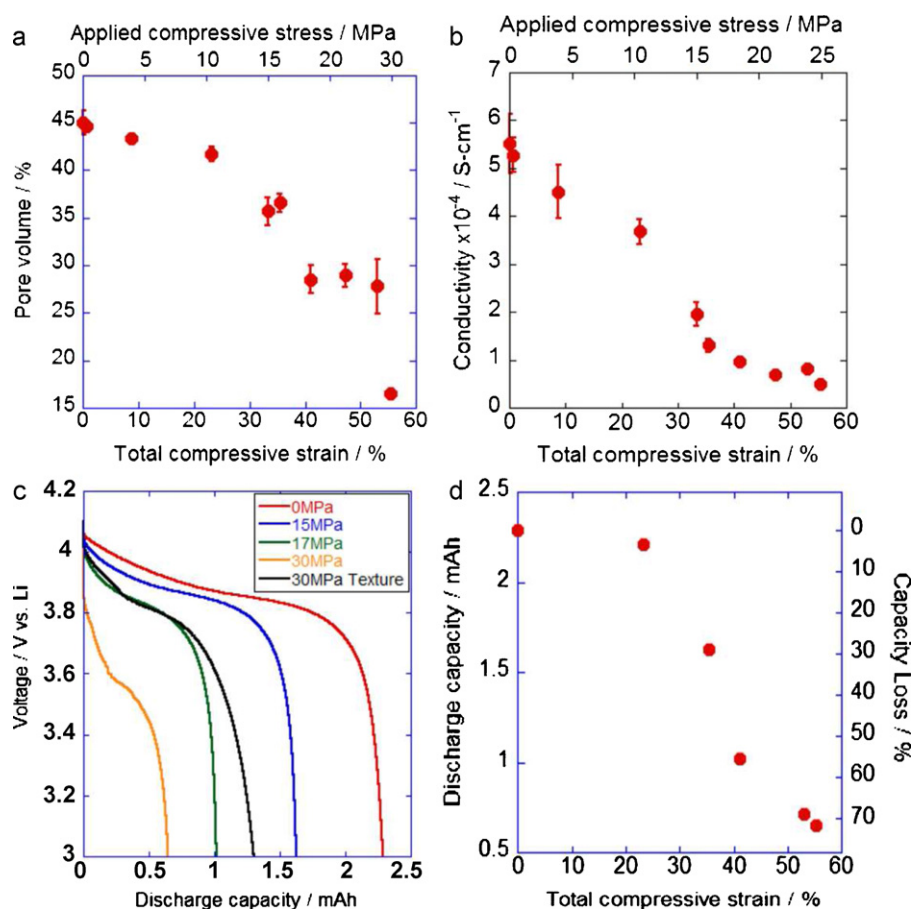 a
Applied compressive stress / MPa
0 5 10 15 20 25 30
50
45
40
35
30
25
20
15
Pore volume / %
0 10 20 30 40 50 60
Total compressive strain / %
b
Applied compressive stress / MPa
0 5 10 15 20 25
7
6
5
4
3
2
1
0
Conductivity x10⁻⁴ / S-cm⁻¹
0 10 20 30 40 50 60
Total compressive strain / %
c
4.2
4
3.8
3.6
3.4
3.2
3
Voltage / V vs. Li
0MPa
15MPa
17MPa
30MPa
30MPa Texture
0 0.5 1 1.5 2 2.5
Discharge capacity / mAh
d
2.5
2
1.5
1
0.5
Discharge capacity / mAh
0
10
20
30
40
50
60
70
Capacity Loss / %
0 10 20 30 40 50 60
Total compressive strain / %